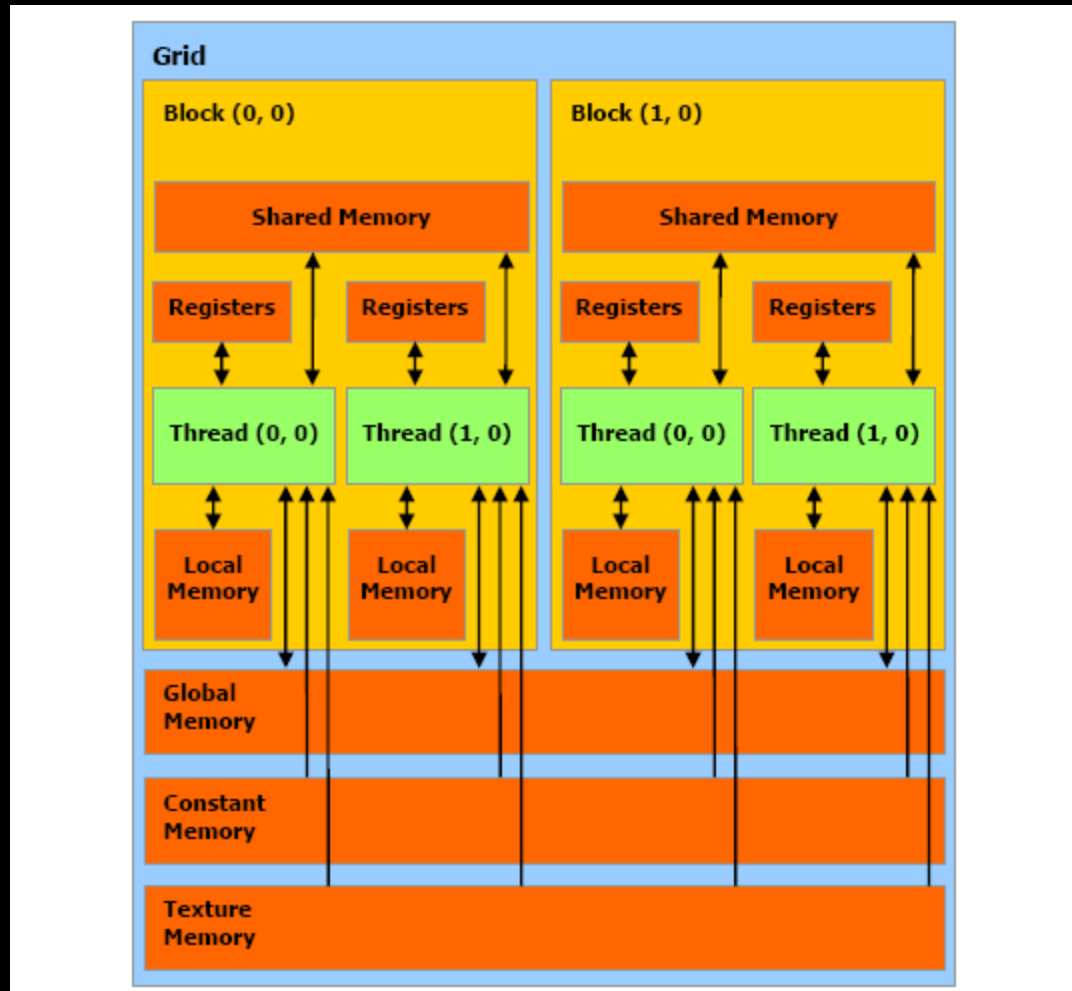 Grid
Block (0, 0)
Block (1, 0)
Shared Memory
Shared Memory
Registers
Registers
Registers
Registers
Thread (0, 0)
Thread (1, 0)
Thread (0, 0)
Thread (1, 0)
Local
Memory
Local
Memory
Local
Memory
Local
Memory
Global
Memory
Constant
Memory
Texture
Memory